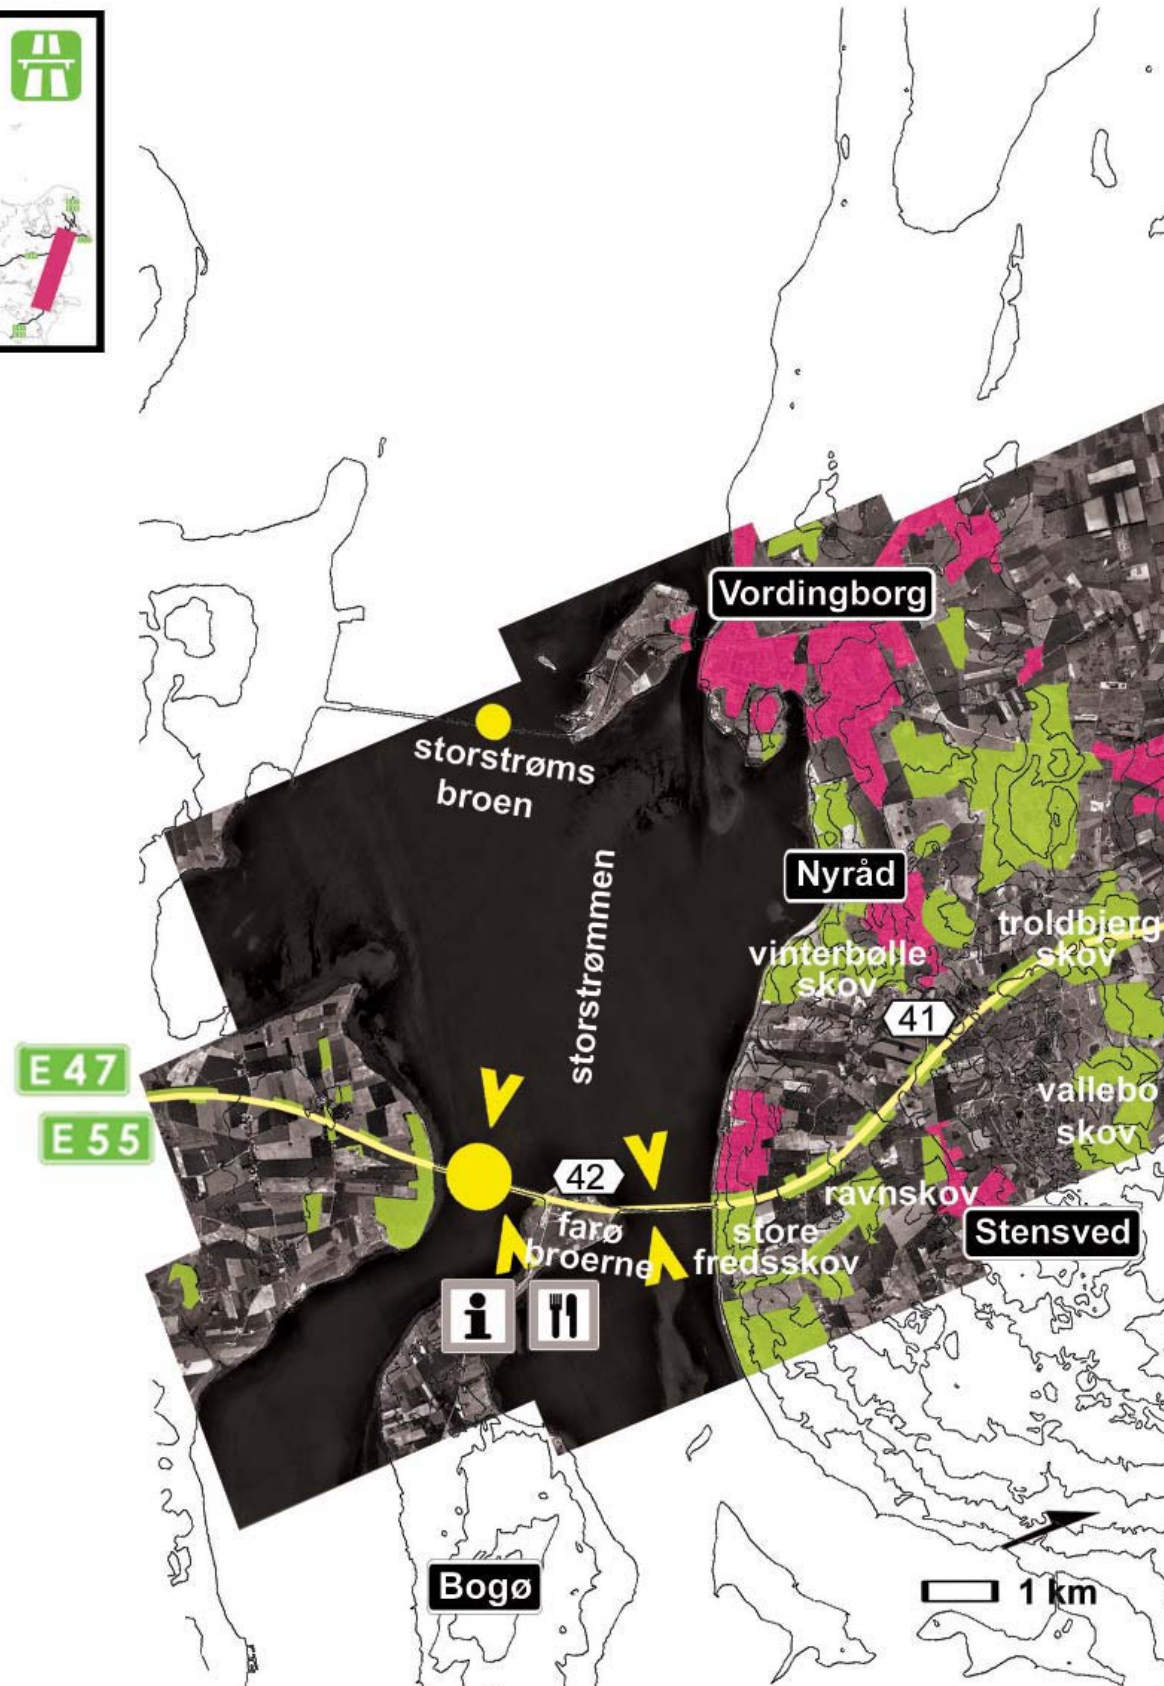 Vordingborg
storstrøms
broen
Nyråd
storstrømmen
troldbjerg
skov
vinterbølle
skov
41
E 47
E 55
vallebo
skov
42
ravnskov
farø
broerne
store
fredsskov
Stensved
i
Bogø
1 km